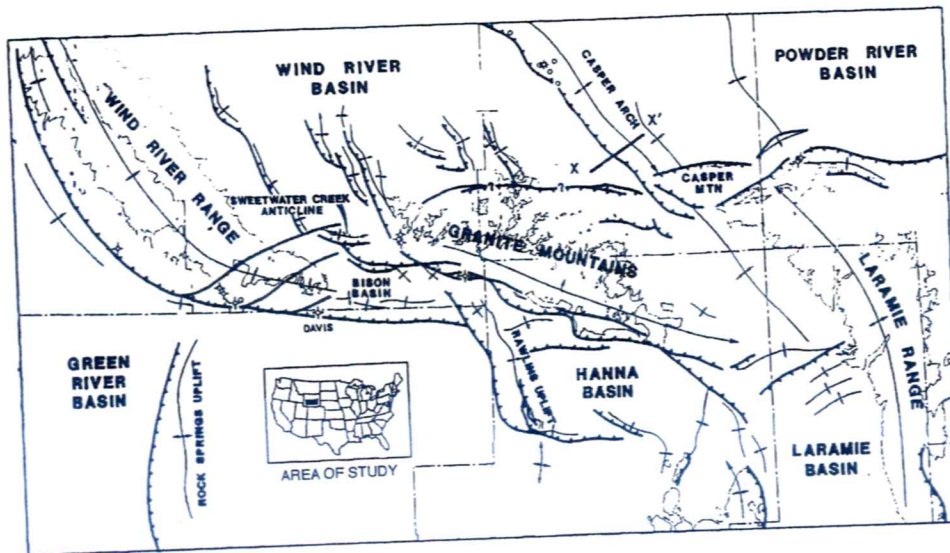 WIND RIVER
BASIN
POWDER RIVER
BASIN
CASPER ARCH
X'
X
WIND RIVER RANGE
CASPER
MTN
SWEETWATER CREEK
ANTICLINE
?
?
GRANITE MOUNTAINS
BISON
BASIN
LARAMIE RANGE
DAVIS
GREEN
RIVER
BASIN
ROCK SPRINGS UPLIFT
AREA OF STUDY
RAWLINS UPLIFT
HANNA
BASIN
LARAMIE
BASIN